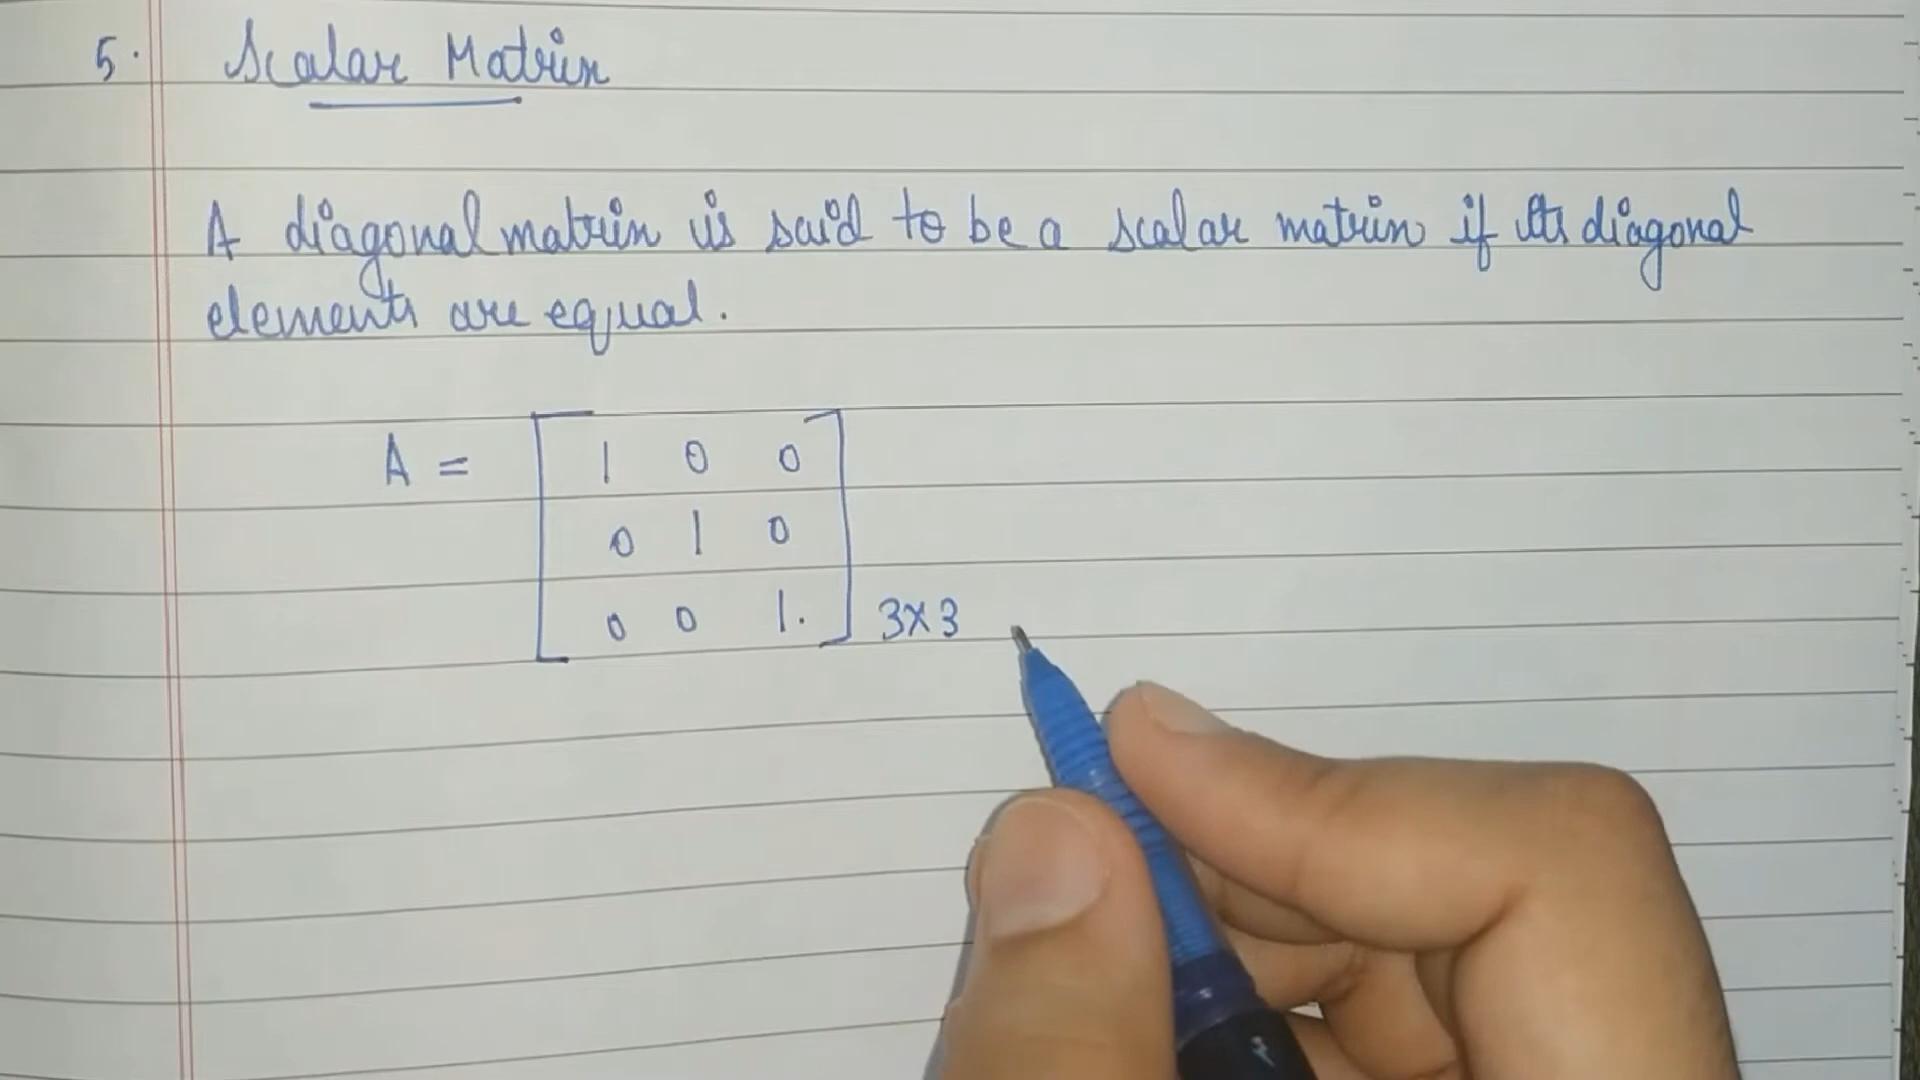 5. Scalar Matrix
A diagonal matrix is said to be a scalar matrix if its diagonal
elements are equal.
A = [ 1 0 0
0 1 0
0 0 1. ] 3×3